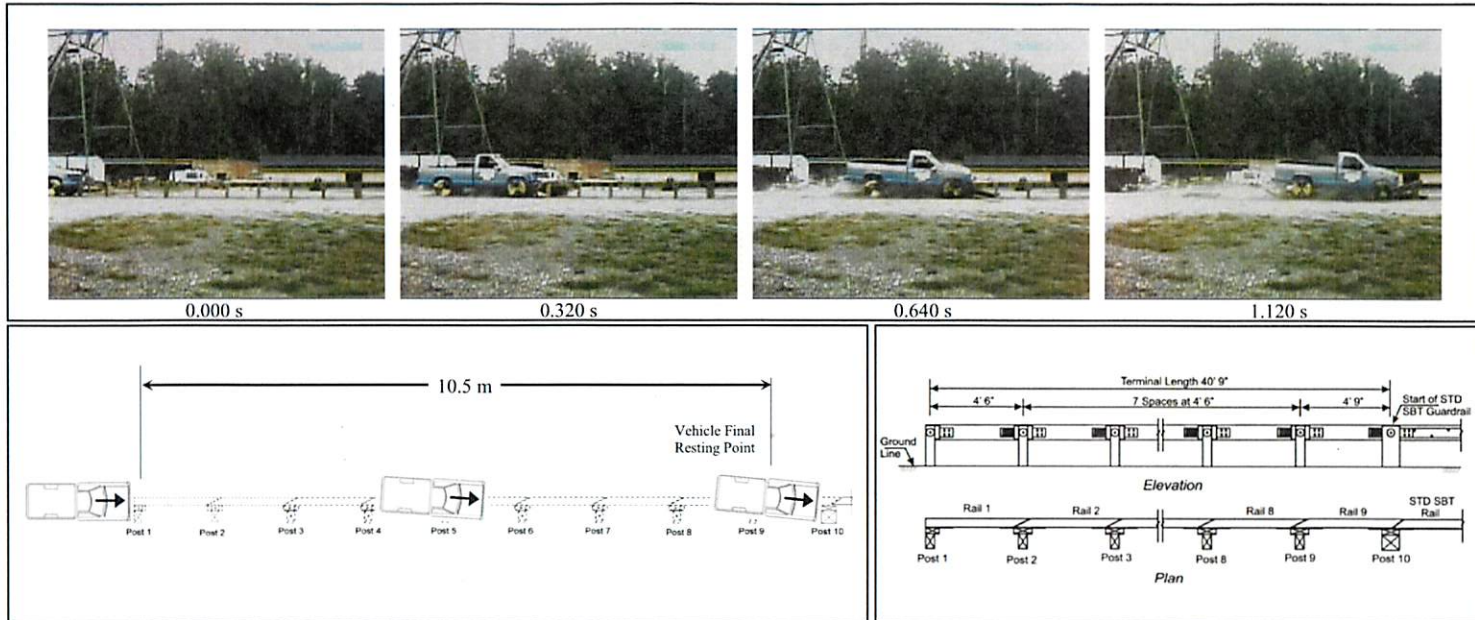 0.000 s
0.320 s
0.640 s
1.120 s
10.5 m
Vehicle Final
Resting Point
Post 1
Post 2
Post 3
Post 4
Post 5
Post 6
Post 7
Post 8
Post 9
Post 10
Terminal Length 40' 9"
4' 6"
7 Spaces at 4' 6"
4' 9"
Start of STD
SBT Guardrail
Ground
Line
Elevation
Rail 1
Rail 2
Rail 8
Rail 9
STD SBT
Rail
Post 1
Post 2
Post 3
Post 8
Post 9
Post 10
Plan